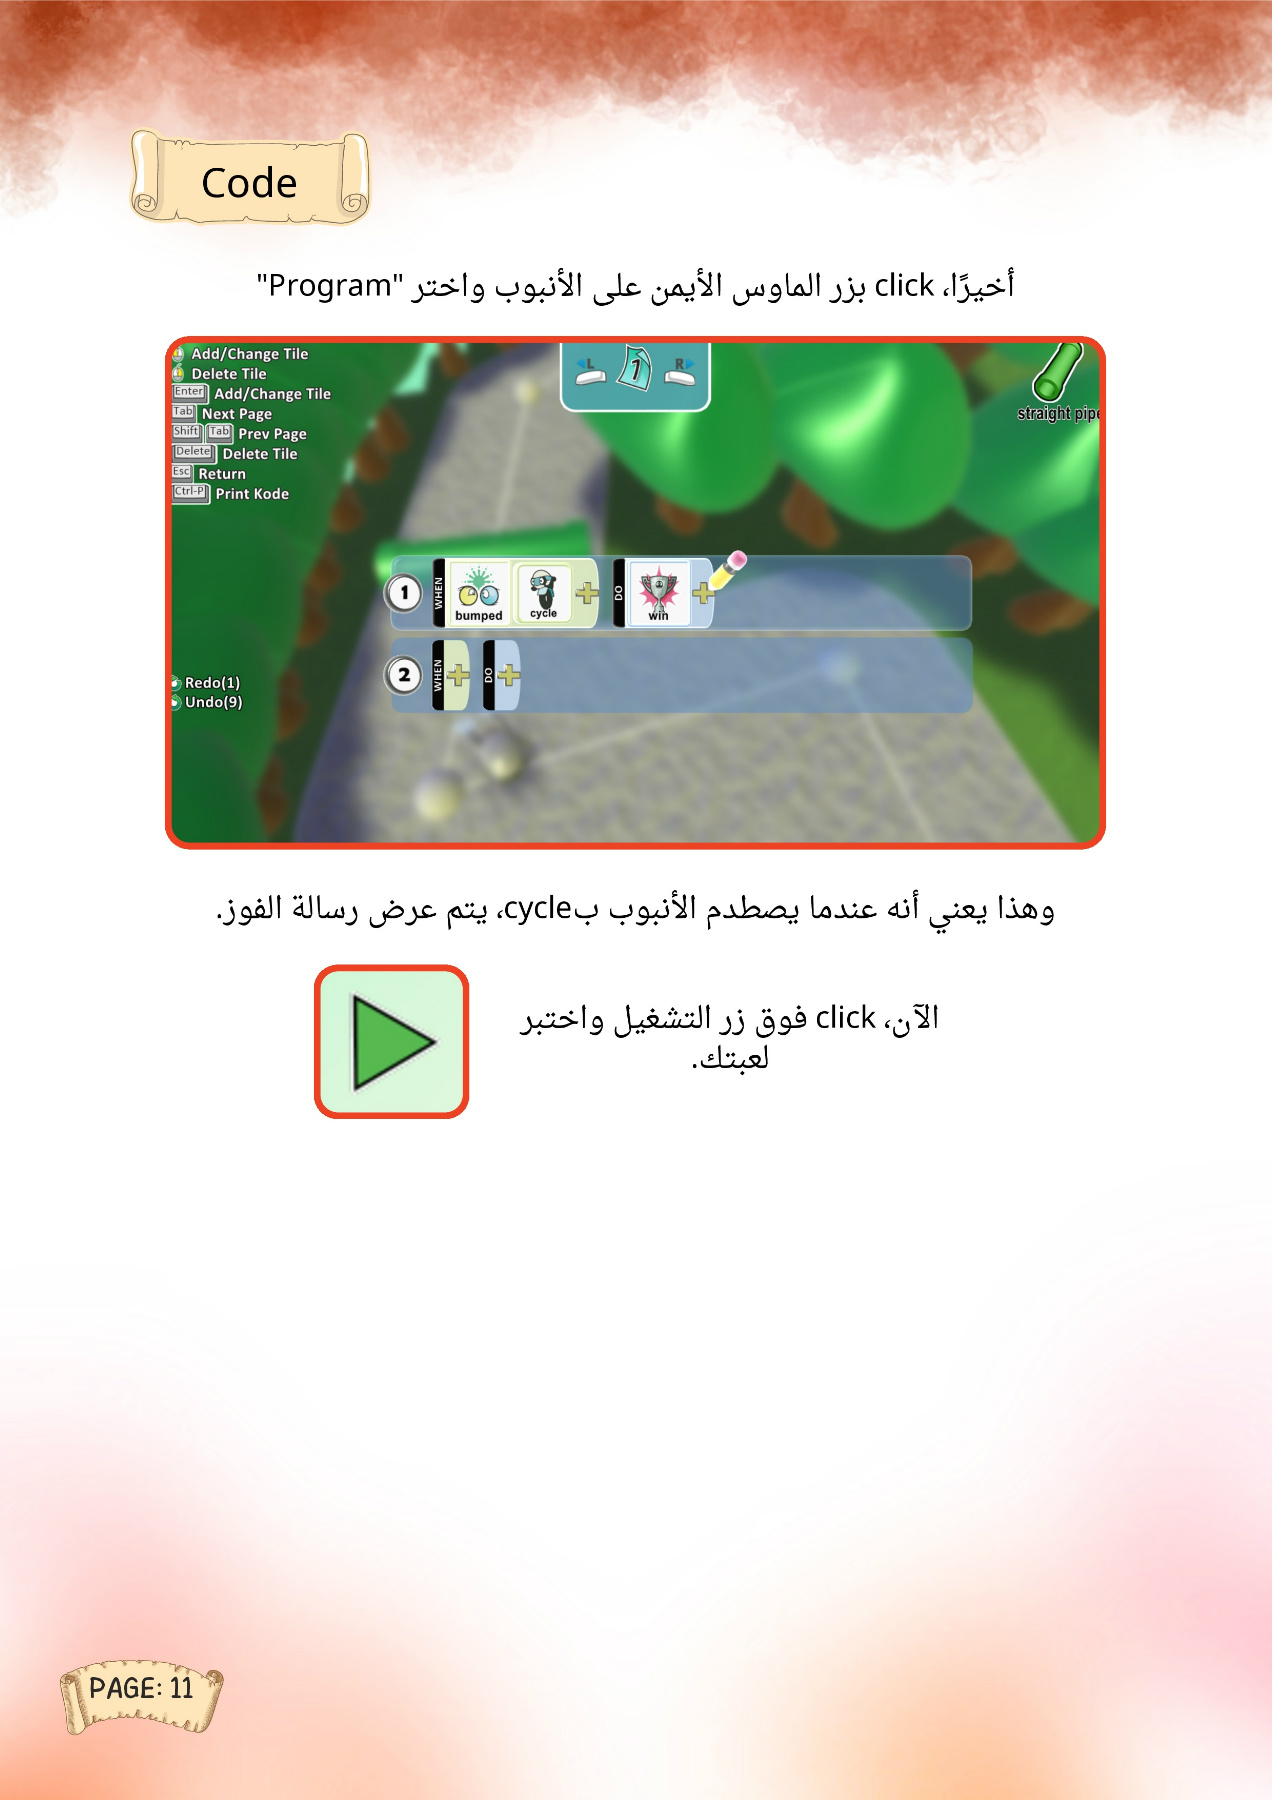 Code
أخيرًا، click بزر الماوس الأيمن على الأنبوب واختر "Program"
Add/Change Tile
Delete Tile
Enter Add/Change Tile
Tab Next Page
Shift Tab Prev Page
Delete Delete Tile
Esc Return
Ctrl-P Print Kode
L 1 R
straight pipe
1 WHEN bumped cycle + DO win +
2 WHEN + DO +
Redo(1)
Undo(9)
وهذا يعني أنه عندما يصطدم الأنبوب بcycle، يتم عرض رسالة الفوز.
الآن، click فوق زر التشغيل واختبر
لعبتك.
PAGE: 11